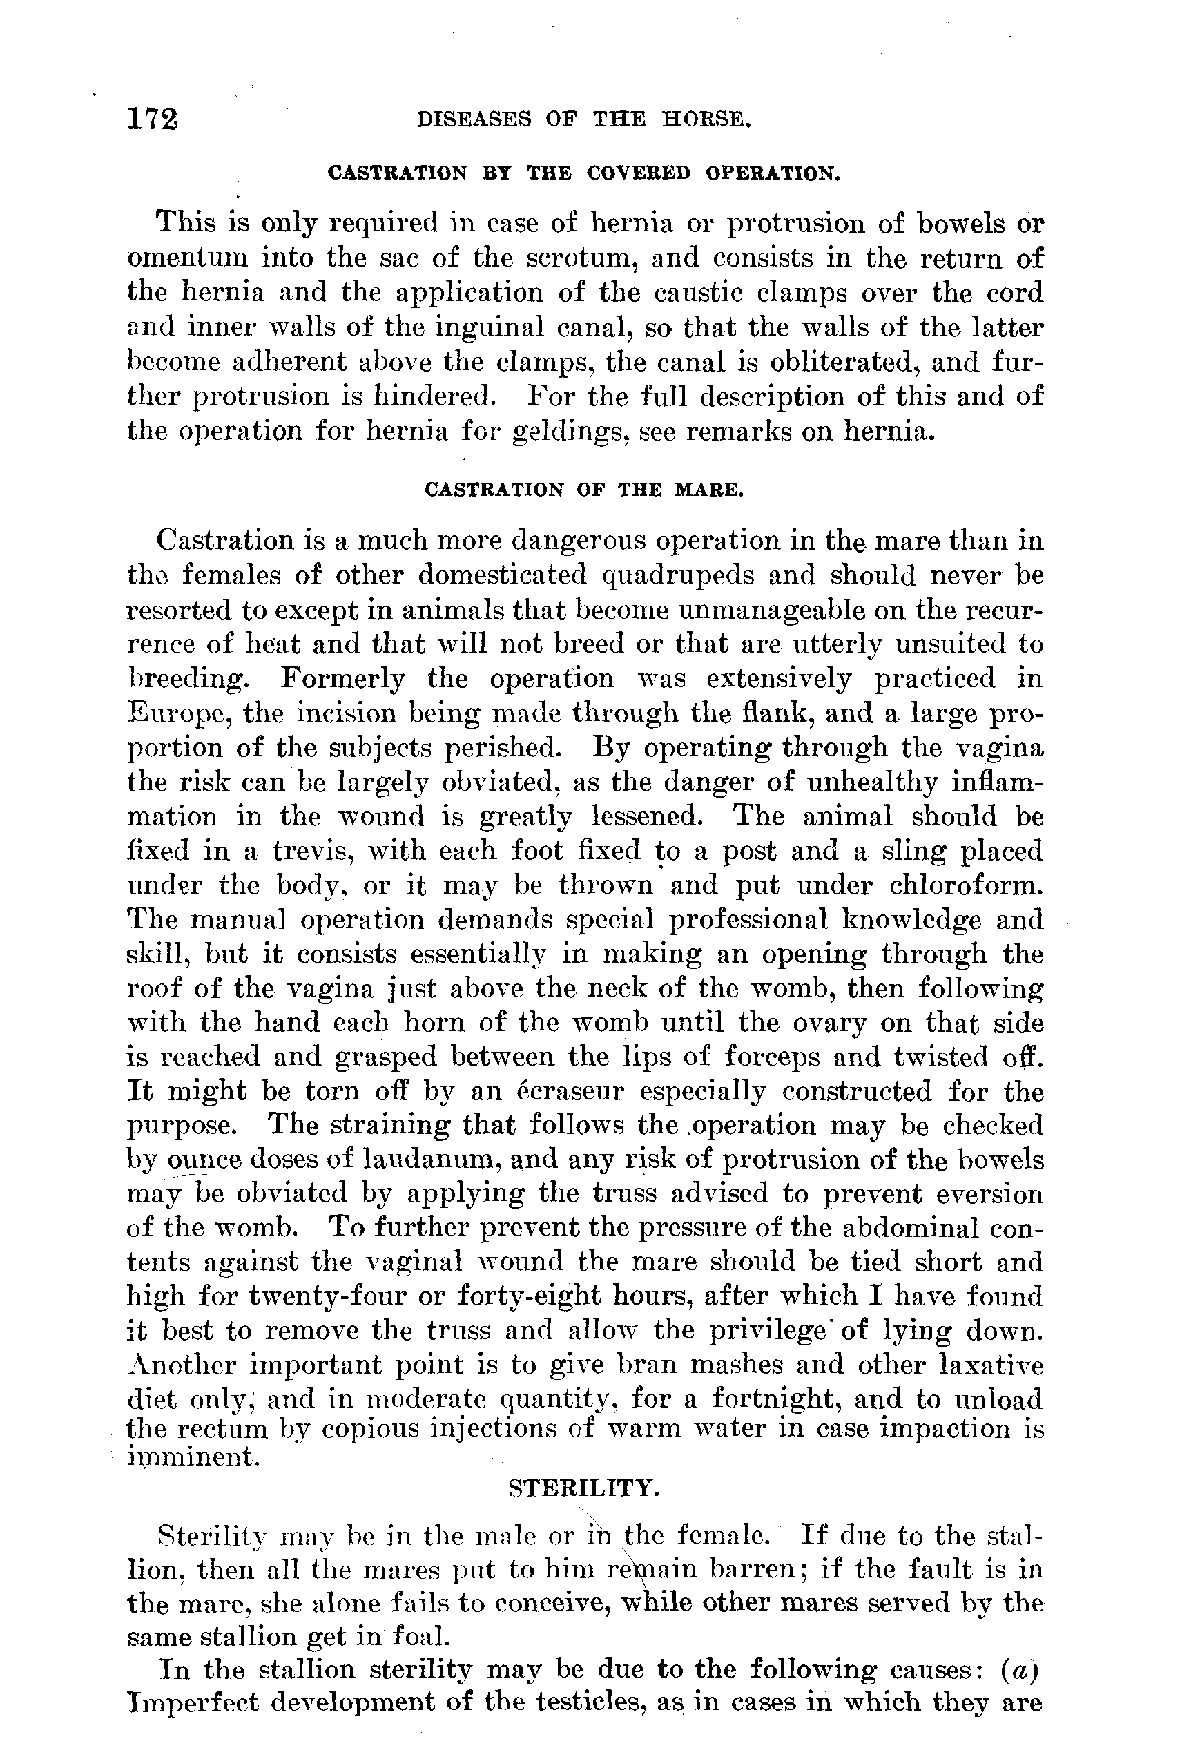 172 DISEASES OF THE HORSE.
CASTRATION BY THE COVERED OPERATION.
This is only required in case of hernia or protrusion of bowels or
omentum into the sac of the scrotum, and consists in the return of
the hernia and the application of the caustic clamps over the cord
and inner walls of the inguinal canal, so that the walls of the latter
become adherent above the clamps, the canal is obliterated, and fur-
ther protrusion is hindered. For the full description of this and of
the operation for hernia for geldings, see remarks on hernia.
CASTRATION OF THE MARE.
Castration is a much more dangerous operation in the mare than in
the females of other domesticated quadrupeds and should never be
resorted to except in animals that become unmanageable on the recur-
rence of heat and that will not breed or that are utterly unsuited to
breeding. Formerly the operation was extensively practiced in
Europe, the incision being made through the flank, and a large pro-
portion of the subjects perished. By operating through the vagina
the risk can be largely obviated, as the danger of unhealthy inflam-
mation in the wound is greatly lessened. The animal should be
fixed in a trevis, with each foot fixed to a post and a sling placed
under the body, or it may be thrown and put under chloroform.
The manual operation demands special professional knowledge and
skill, but it consists essentially in making an opening through the
roof of the vagina just above the neck of the womb, then following
with the hand each horn of the womb until the ovary on that side
is reached and grasped between the lips of forceps and twisted off.
It might be torn off by an écraseur especially constructed for the
purpose. The straining that follows the operation may be checked
by ounce doses of laudanum, and any risk of protrusion of the bowels
may be obviated by applying the truss advised to prevent eversion
of the womb. To further prevent the pressure of the abdominal con-
tents against the vaginal wound the mare should be tied short and
high for twenty-four or forty-eight hours, after which I have found
it best to remove the truss and allow the privilege of lying down.
Another important point is to give bran mashes and other laxative
diet only, and in moderate quantity, for a fortnight, and to unload
the rectum by copious injections of warm water in case impaction is
imminent.
STERILITY.
Sterility may be in the male or in the female. If due to the stal-
lion, then all the mares put to him remain barren; if the fault is in
the mare, she alone fails to conceive, while other mares served by the
same stallion get in foal.
In the stallion sterility may be due to the following causes: (a)
Imperfect development of the testicles, as in cases in which they are